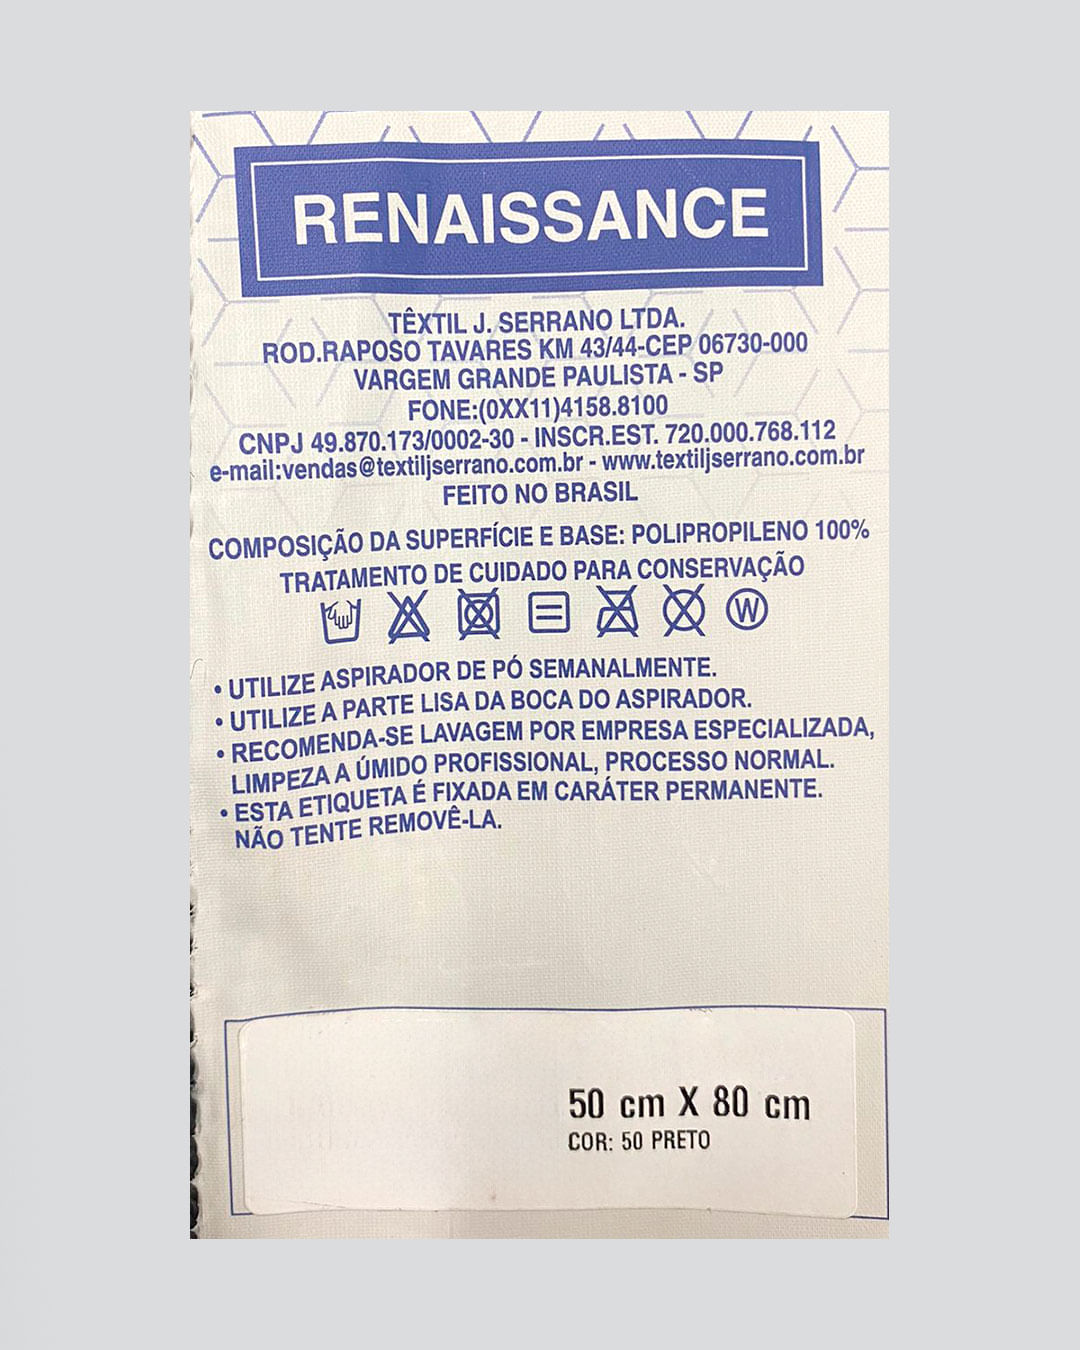 RENAISSANCE
TÊXTIL J. SERRANO LTDA.
ROD.RAPOSO TAVARES KM 43/44-CEP 06730-000
VARGEM GRANDE PAULISTA - SP
FONE:(0XX11)4158.8100
CNPJ 49.870.173/0002-30 - INSCR.EST. 720.000.768.112
e-mail:vendas@textiljserrano.com.br - www.textiljserrano.com.br
FEITO NO BRASIL
COMPOSIÇÃO DA SUPERFÍCIE E BASE: POLIPROPILENO 100%
TRATAMENTO DE CUIDADO PARA CONSERVAÇÃO
W
• UTILIZE ASPIRADOR DE PÓ SEMANALMENTE.
• UTILIZE A PARTE LISA DA BOCA DO ASPIRADOR.
• RECOMENDA-SE LAVAGEM POR EMPRESA ESPECIALIZADA,
LIMPEZA A ÚMIDO PROFISSIONAL, PROCESSO NORMAL.
• ESTA ETIQUETA É FIXADA EM CARÁTER PERMANENTE.
NÃO TENTE REMOVÊ-LA.
50 cm X 80 cm
COR: 50 PRETO